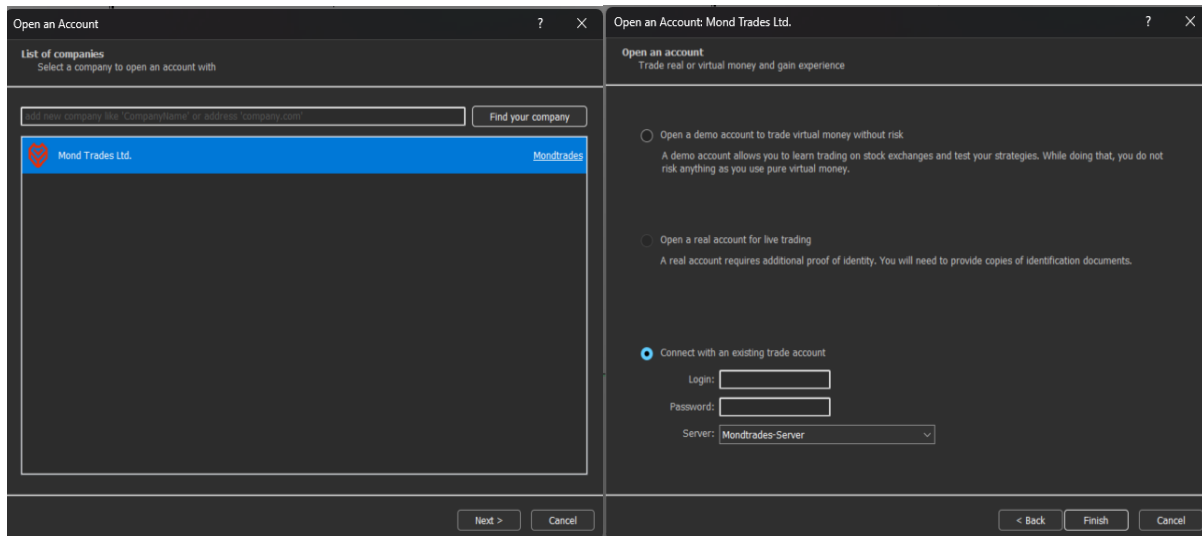 Open an Account
List of companies
Select a company to open an account with
add new company like 'CompanyName' or address 'company.com'
Find your company
Mond Trades Ltd.
Mondtrades
Next >
Cancel
Open an Account: Mond Trades Ltd.
Open an account
Trade real or virtual money and gain experience
Open a demo account to trade virtual money without risk
A demo account allows you to learn trading on stock exchanges and test your strategies. While doing that, you do not
risk anything as you use pure virtual money.
Open a real account for live trading
A real account requires additional proof of identity. You will need to provide copies of identification documents.
Connect with an existing trade account
Login:
Password:
Server:
Mondtrades-Server
< Back
Finish
Cancel